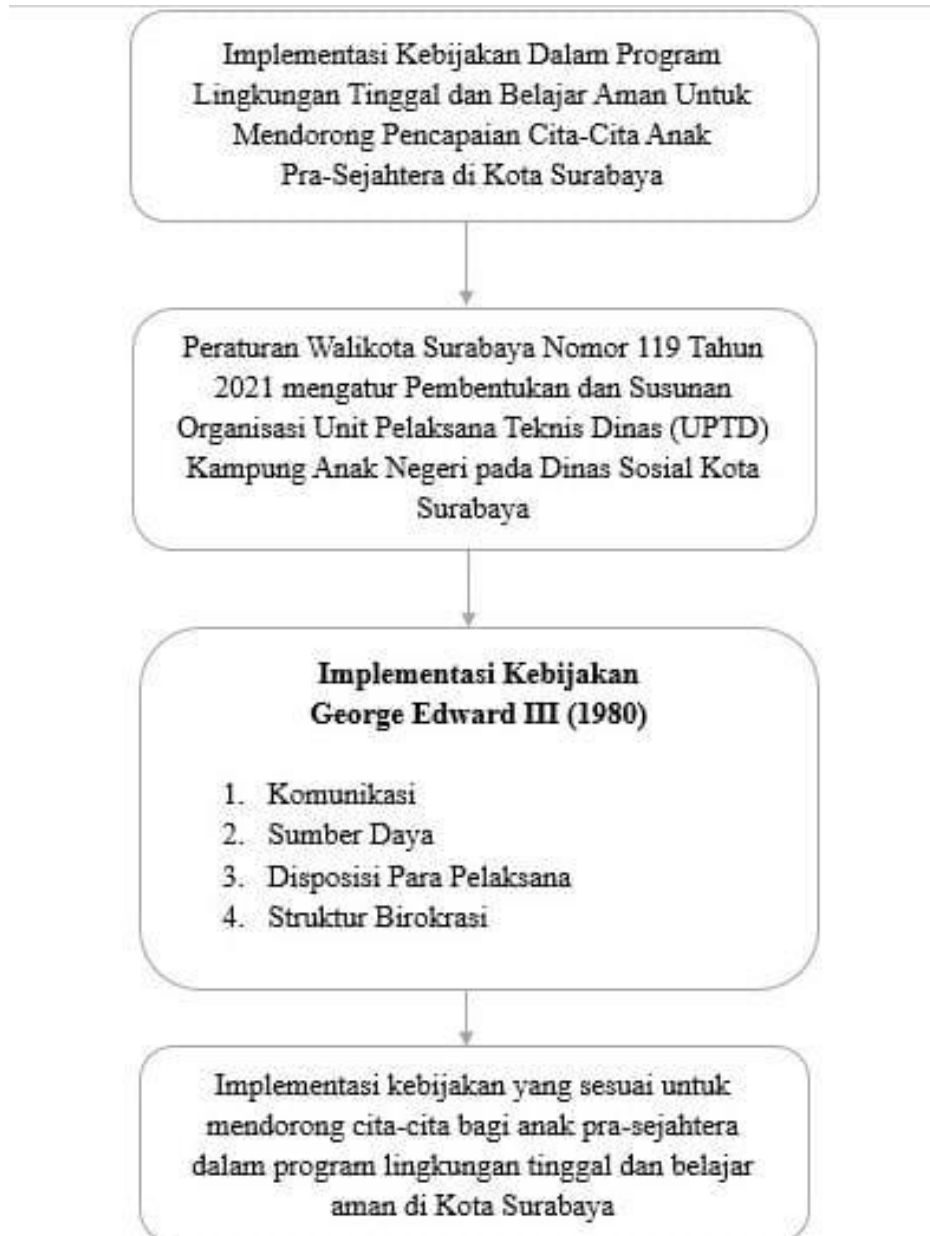 Implementasi Kebijakan Dalam Program
Lingkungan Tinggal dan Belajar Aman Untuk
Mendorong Pencapaian Cita-Cita Anak
Pra-Sejahtera di Kota Surabaya
Peraturan Walikota Surabaya Nomor 119 Tahun
2021 mengatur Pembentukan dan Susunan
Organisasi Unit Pelaksana Teknis Dinas (UPTD)
Kampung Anak Negeri pada Dinas Sosial Kota
Surabaya
Implementasi Kebijakan
George Edward III (1980)
1. Komunikasi
2. Sumber Daya
3. Disposisi Para Pelaksana
4. Struktur Birokrasi
Implementasi kebijakan yang sesuai untuk
mendorong cita-cita bagi anak pra-sejahtera
dalam program lingkungan tinggal dan belajar
aman di Kota Surabaya